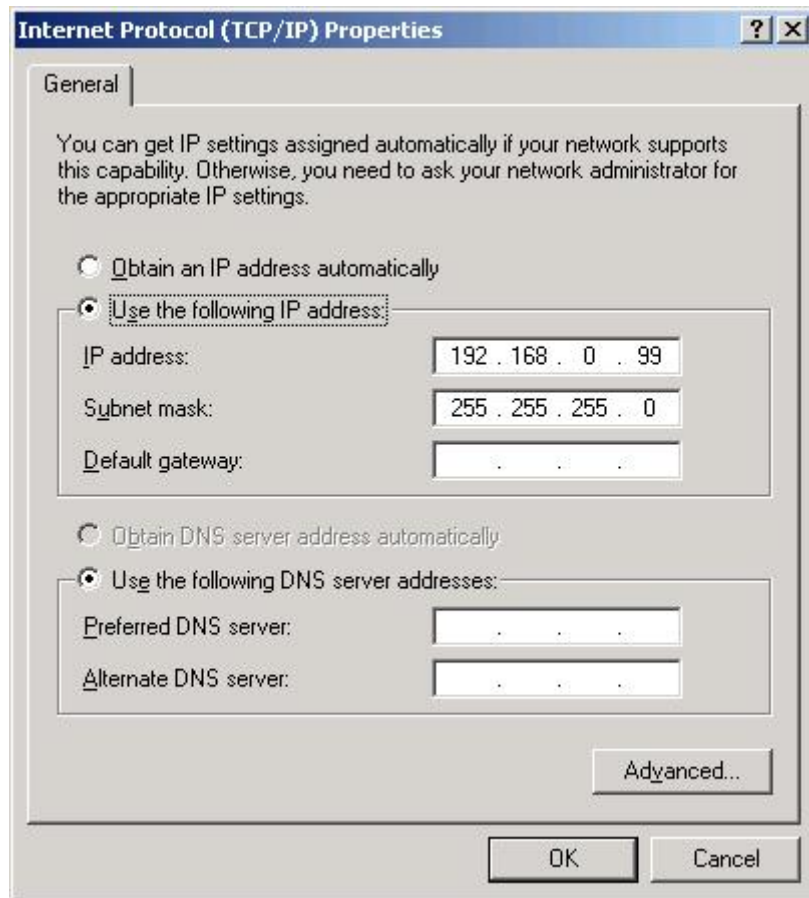 Internet Protocol (TCP/IP) Properties
General
You can get IP settings assigned automatically if your network supports
this capability. Otherwise, you need to ask your network administrator for
the appropriate IP settings.
Obtain an IP address automatically
Use the following IP address:
IP address: 192 . 168 . 0 . 99
Subnet mask: 255 . 255 . 255 . 0
Default gateway: . . .
Obtain DNS server address automatically
Use the following DNS server addresses:
Preferred DNS server: . . .
Alternate DNS server: . . .
Advanced...
OK Cancel